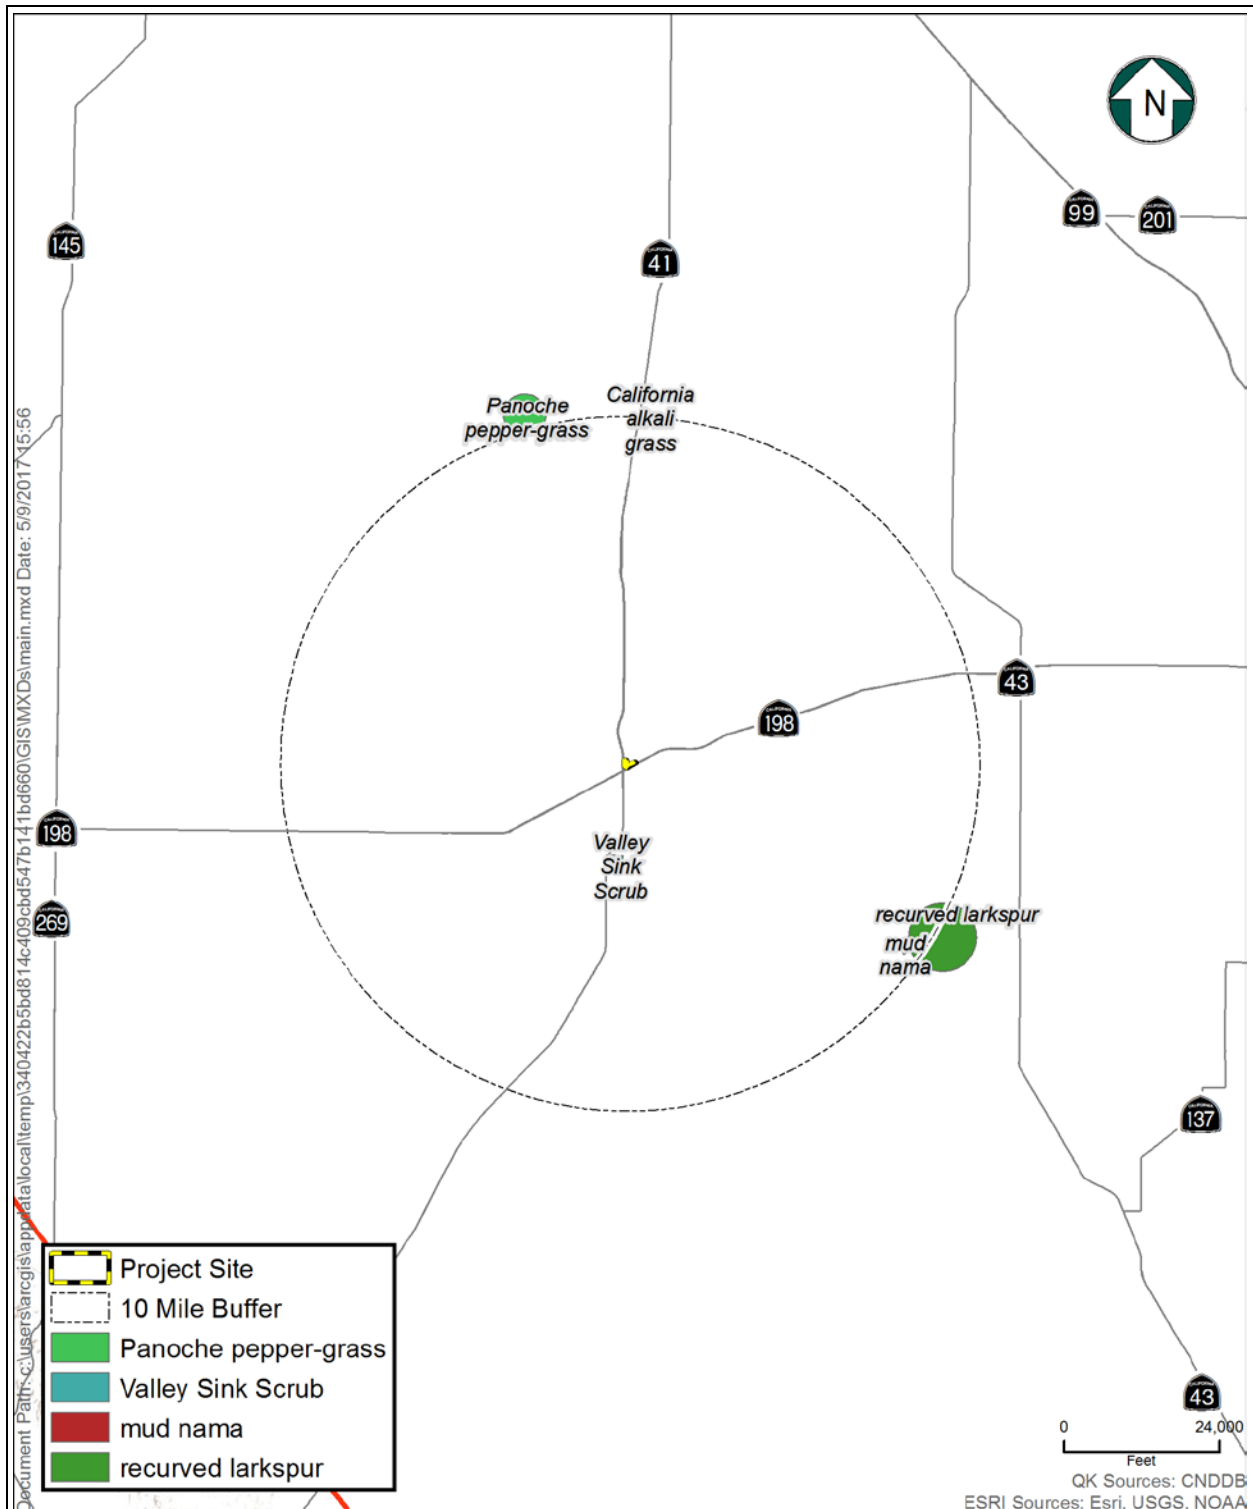 N
99
201
145
41
Panoche
pepper-grass
California
alkali
grass
43
198
198
Valley
Sink
Scrub
269
recurved larkspur
mud
nama
137
43
Project Site
10 Mile Buffer
Panoche pepper-grass
Valley Sink Scrub
mud nama
recurved larkspur
0 24,000
Feet
QK Sources: CNDDB
ESRI Sources: Esri, USGS, NOAA
Document Path: c:\users\arcgis\appdata\local\temp\340422b5bd814c409cbd547b141bd660\GIS\MXDs\main.mxd Date: 5/9/2017 15:56